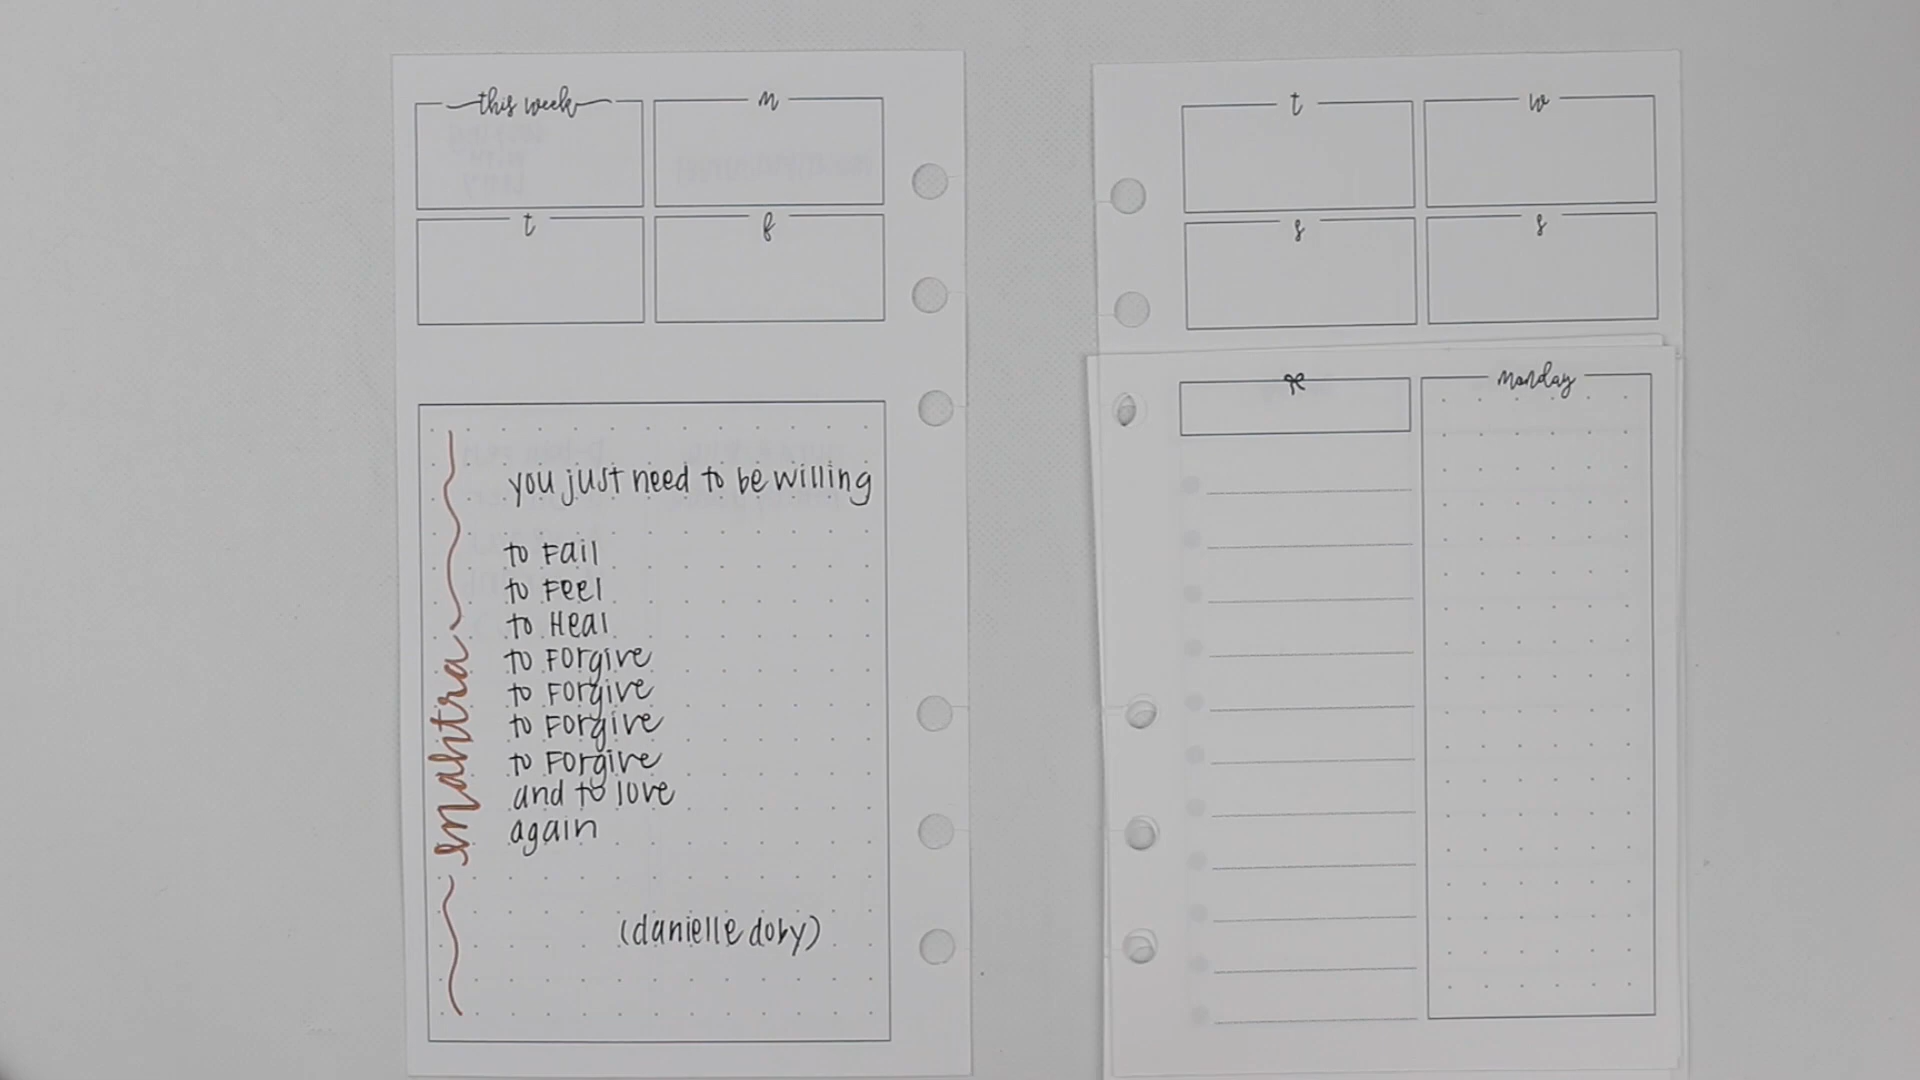 this week
m
t
f
mantra
you just need to be willing
to Fail
to Feel
to Heal
to Forgive
to Forgive
to Forgive
to Forgive
and to love
again
(danielle doby)
t
w
s
s
monday